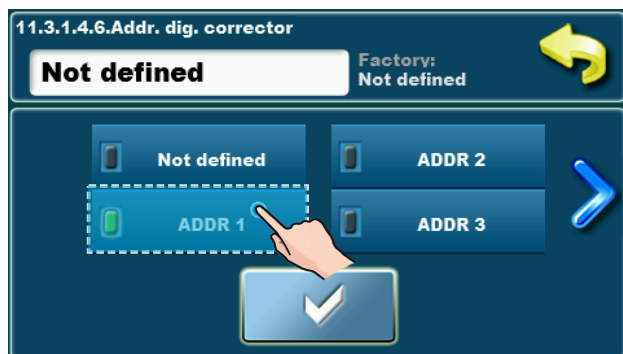 11.3.1.4.6.Addr. dig. corrector
Not defined
Factory:
Not defined
Not defined
ADDR 2
ADDR 1
ADDR 3